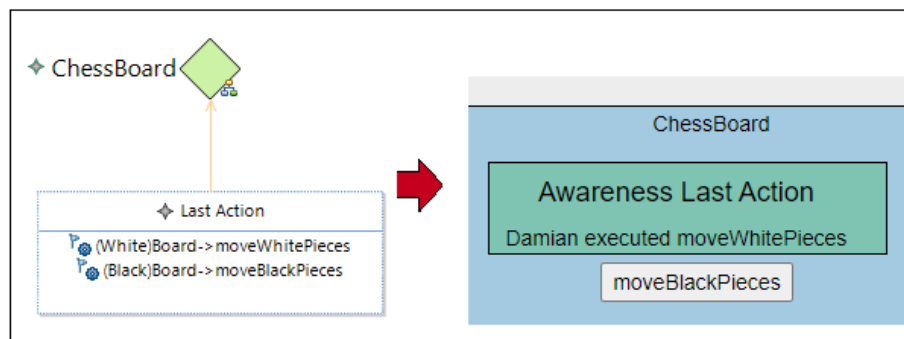 ChessBoard
Last Action
(White)Board->moveWhitePieces
(Black)Board->moveBlackPieces
ChessBoard
Awareness Last Action
Damian executed moveWhitePieces
moveBlackPieces